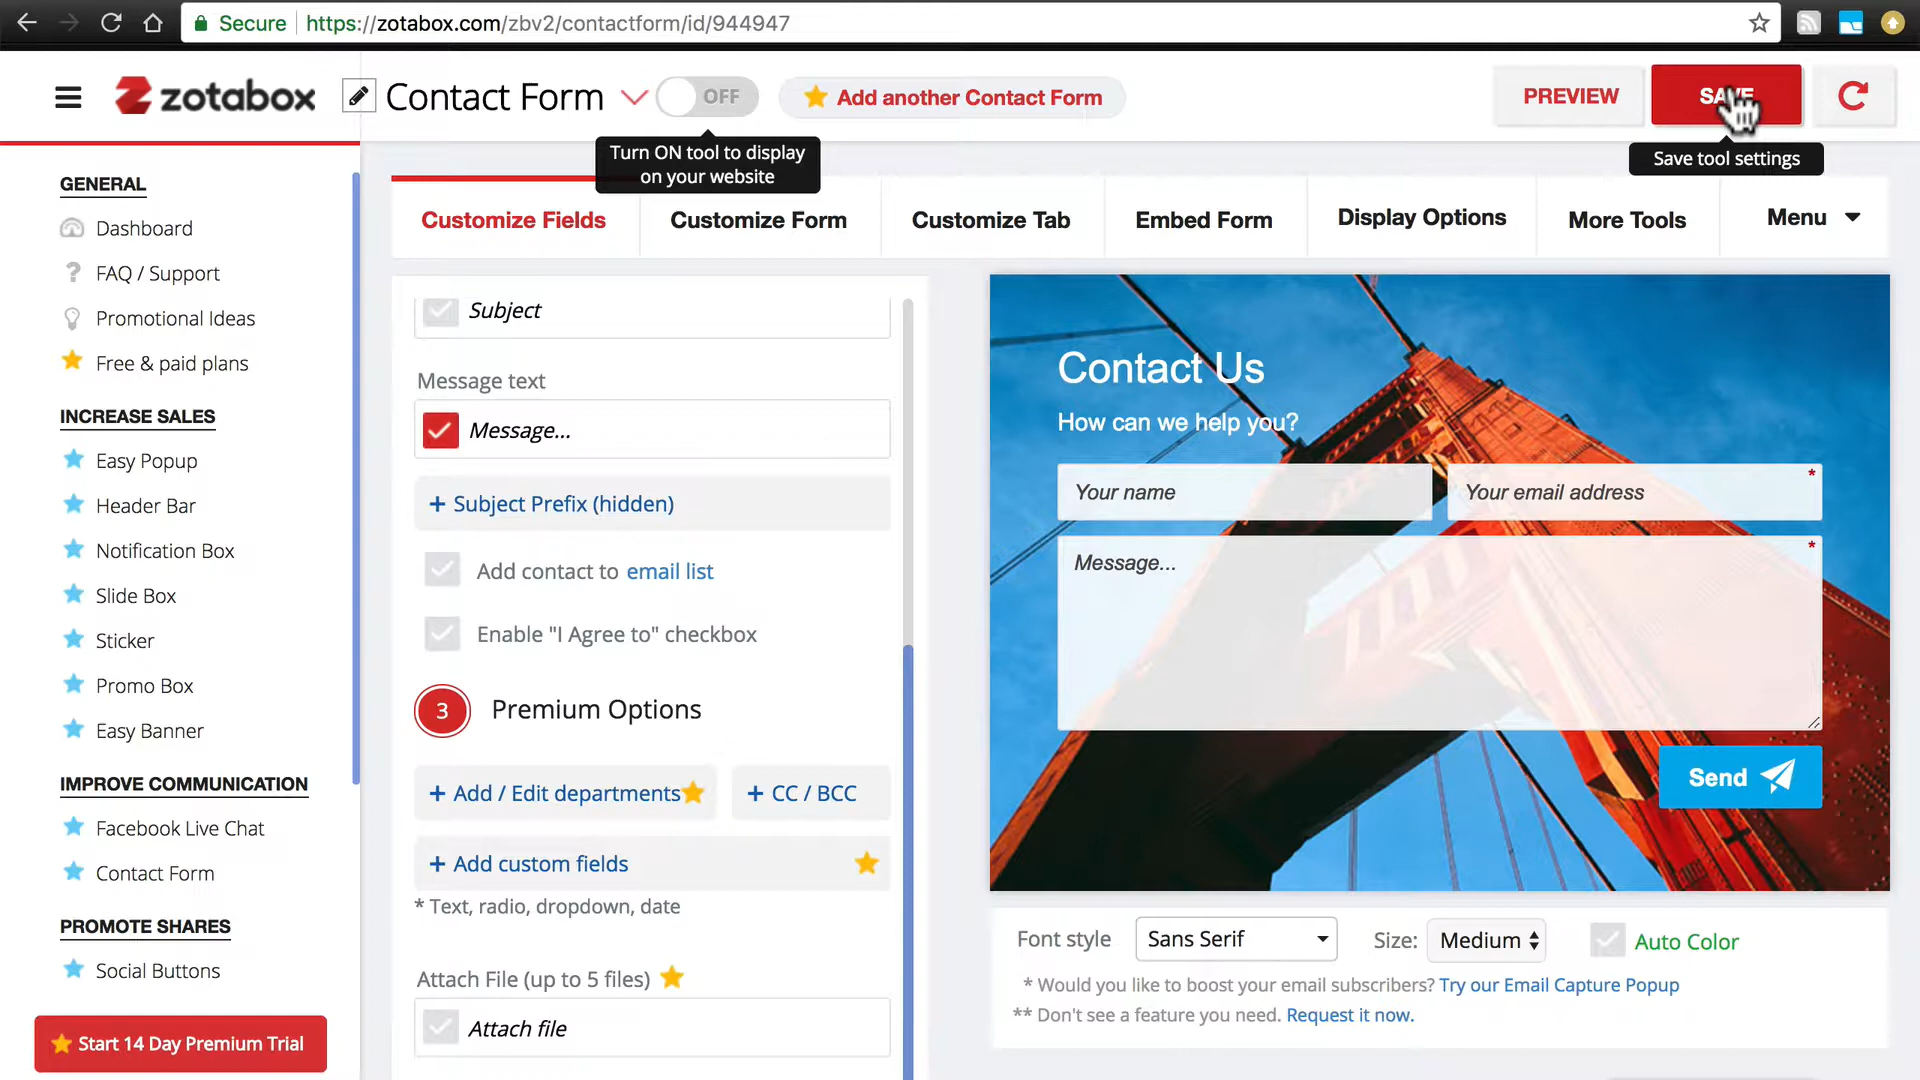 Secure
https://zotabox.com/zbv2/contactform/id/944947
zotabox
Contact Form
OFF
Add another Contact Form
PREVIEW
SAVE
Turn ON tool to display
on your website
Save tool settings
GENERAL
Dashboard
? FAQ / Support
Promotional Ideas
Free & paid plans
INCREASE SALES
Easy Popup
Header Bar
Notification Box
Slide Box
Sticker
Promo Box
Easy Banner
IMPROVE COMMUNICATION
Facebook Live Chat
Contact Form
PROMOTE SHARES
Social Buttons
Start 14 Day Premium Trial
Customize Fields
Customize Form
Customize Tab
Embed Form
Display Options
More Tools
Menu
Subject
Message text
Message...
+ Subject Prefix (hidden)
Add contact to email list
Enable "I Agree to" checkbox
3 Premium Options
+ Add / Edit departments
+ CC / BCC
+ Add custom fields
* Text, radio, dropdown, date
Attach File (up to 5 files)
Attach file
Contact Us
How can we help you?
Your name
Your email address *
Message... *
Send
Font style
Sans Serif
Size:
Medium
Auto Color
* Would you like to boost your email subscribers? Try our Email Capture Popup
** Don't see a feature you need. Request it now.